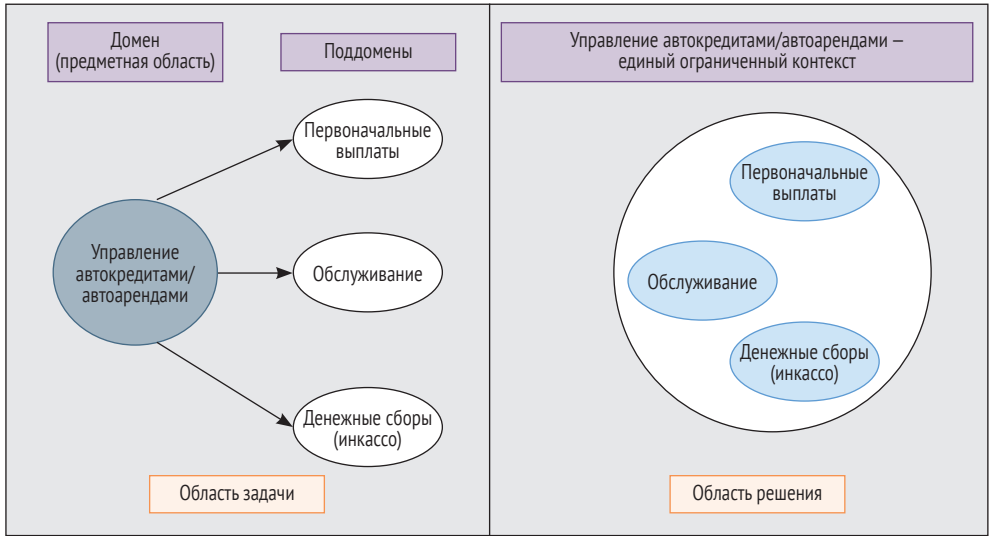 Домен
(предметная область)
Поддомены
Первоначальные
выплаты
Управление
автокредитами/
автоарендами
Обслуживание
Денежные сборы
(инкассо)
Область задачи
Управление автокредитами/автоарендами –
единый ограниченный контекст
Первоначальные
выплаты
Обслуживание
Денежные сборы
(инкассо)
Область решения